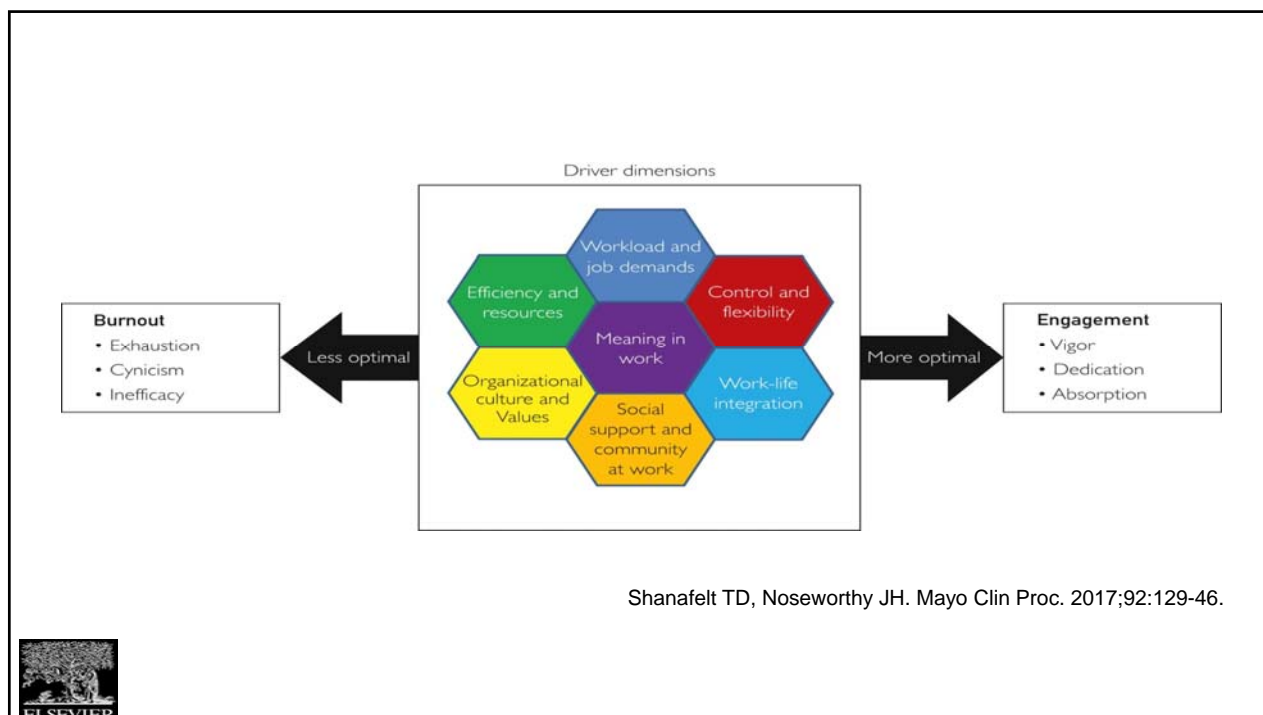 Driver dimensions
Workload and
job demands
Efficiency and
resources
Control and
flexibility
Burnout
• Exhaustion
• Cynicism
• Inefficacy
Less optimal
Meaning in
work
More optimal
Engagement
• Vigor
• Dedication
• Absorption
Organizational
culture and
Values
Work-life
integration
Social
support and
community
at work
Shanafelt TD, Noseworthy JH. Mayo Clin Proc. 2017;92:129-46.
ELSEVIER